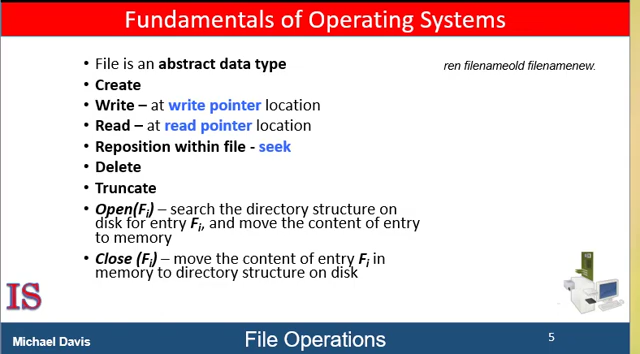 Fundamentals of Operating Systems
• File is an abstract data type
ren filenameold filenamenew.
• Create
• Write – at write pointer location
• Read – at read pointer location
• Reposition within file - seek
• Delete
• Truncate
• Open(Fi) – search the directory structure on
disk for entry Fi, and move the content of entry
to memory
• Close (Fi) – move the content of entry Fi in
memory to directory structure on disk
IS
Michael Davis
File Operations
5